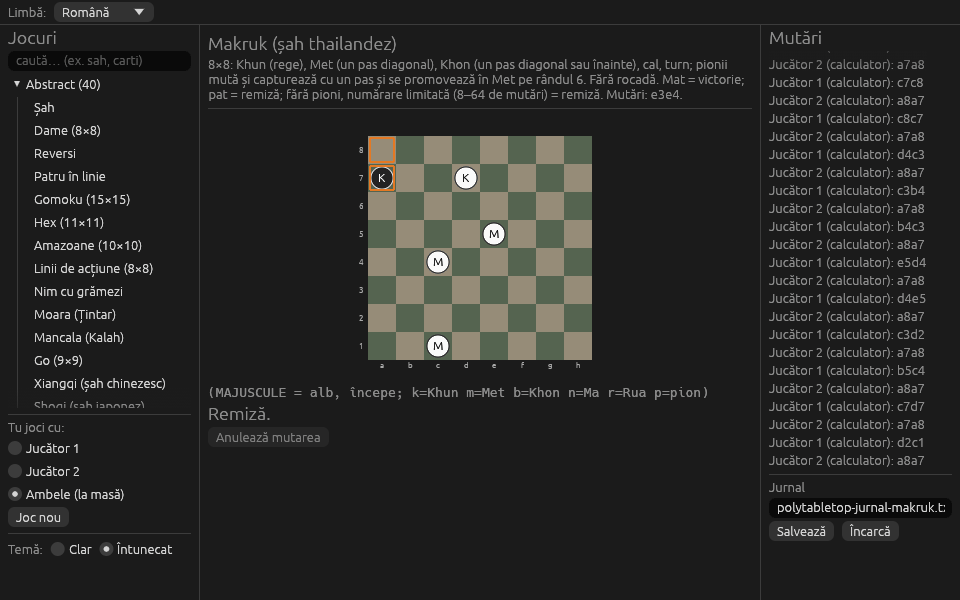 Limbă: Română
Jocuri
caută... (ex. sah, carti)
Abstract (40)
Șah
Dame (8×8)
Reversi
Patru în linie
Gomoku (15×15)
Hex (11×11)
Amazoane (10×10)
Linii de acțiune (8×8)
Nim cu grămezi
Moara (Țintar)
Mancala (Kalah)
Go (9×9)
Xiangqi (șah chinezesc)
Shogi (șah japonez)
Tu joci cu:
Jucător 1
Jucător 2
Ambele (la masă)
Joc nou
Temă: Clar Întunecat
Makruk (șah thailandez)
8×8: Khun (rege), Met (un pas diagonal), Khon (un pas diagonal sau înainte), cal, turn; pionii
mută și capturează cu un pas și se promovează în Met pe rândul 6. Fără rocadă. Mat = victorie;
pat = remiză; fără pioni, numărare limitată (8–64 de mutări) = remiză. Mutări: e3e4.
8
7 K K
6
5 M
4 M
3
2
1 M
a b c d e f g h
(MAJUSCULE = alb, începe; k=Khun m=Met b=Khon n=Ma r=Rua p=pion)
Remiză.
Anulează mutarea
Mutări
Jucător 2 (calculator): a7a8
Jucător 1 (calculator): c7c8
Jucător 2 (calculator): a8a7
Jucător 1 (calculator): c8c7
Jucător 2 (calculator): a7a8
Jucător 1 (calculator): d4c3
Jucător 2 (calculator): a8a7
Jucător 1 (calculator): c3b4
Jucător 2 (calculator): a7a8
Jucător 1 (calculator): b4c3
Jucător 2 (calculator): a8a7
Jucător 1 (calculator): e5d4
Jucător 2 (calculator): a7a8
Jucător 1 (calculator): d4e5
Jucător 2 (calculator): a8a7
Jucător 1 (calculator): c3d2
Jucător 2 (calculator): a7a8
Jucător 1 (calculator): b5c4
Jucător 2 (calculator): a8a7
Jucător 1 (calculator): c7d7
Jucător 2 (calculator): a7a8
Jucător 1 (calculator): d2c1
Jucător 2 (calculator): a8a7
Jurnal
polytabletop-jurnal-makruk.t
Salvează Încarcă